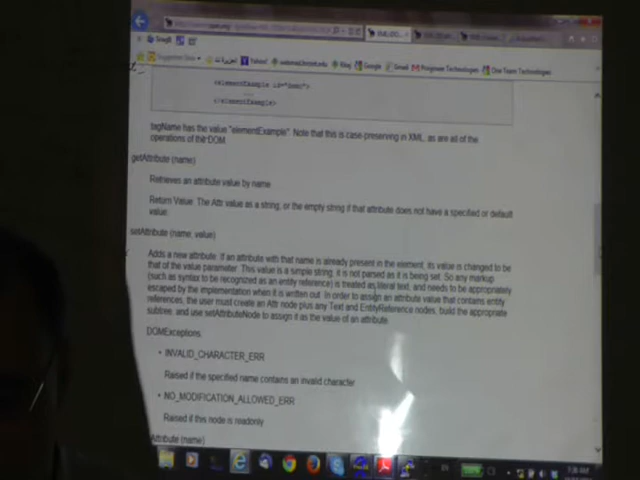 Yahoo!
Blog
Google
Gmail
Progressive Technologies
One Team Technologies
<elementExample id="demo">
...
</elementExample>
tagName has the value "elementExample". Note that this is case-preserving in XML, as are all of the
operations of the DOM.
getAttribute (name)
Retrieves an attribute value by name
Return Value: The Attr value as a string, or the empty string if that attribute does not have a specified or default
value.
setAttribute (name, value)
Adds a new attribute. If an attribute with that name is already present in the element, its value is changed to be
that of the value parameter. This value is a simple string; it is not parsed as it is being set. So any markup
(such as syntax to be recognized as an entity reference) is treated as literal text, and needs to be appropriately
escaped by the implementation when it is written out. In order to assign an attribute value that contains entity
references, the user must create an Attr node plus any Text and EntityReference nodes, build the appropriate
subtree, and use setAttributeNode to assign it as the value of an attribute.
DOMExceptions:
• INVALID_CHARACTER_ERR
Raised if the specified name contains an invalid character
• NO_MODIFICATION_ALLOWED_ERR
Raised if this node is readonly
Attribute (name)
EN